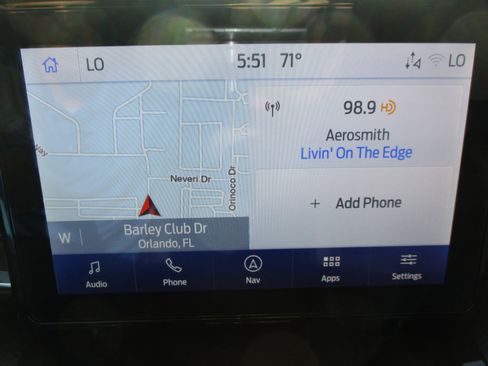 LO 5:51 71° LO
way
Neveri Dr
Orinoco Dr
W
Barley Club Dr
Orlando, FL
98.9 HD
Aerosmith
Livin' On The Edge
+ Add Phone
Audio Phone Nav Apps Settings